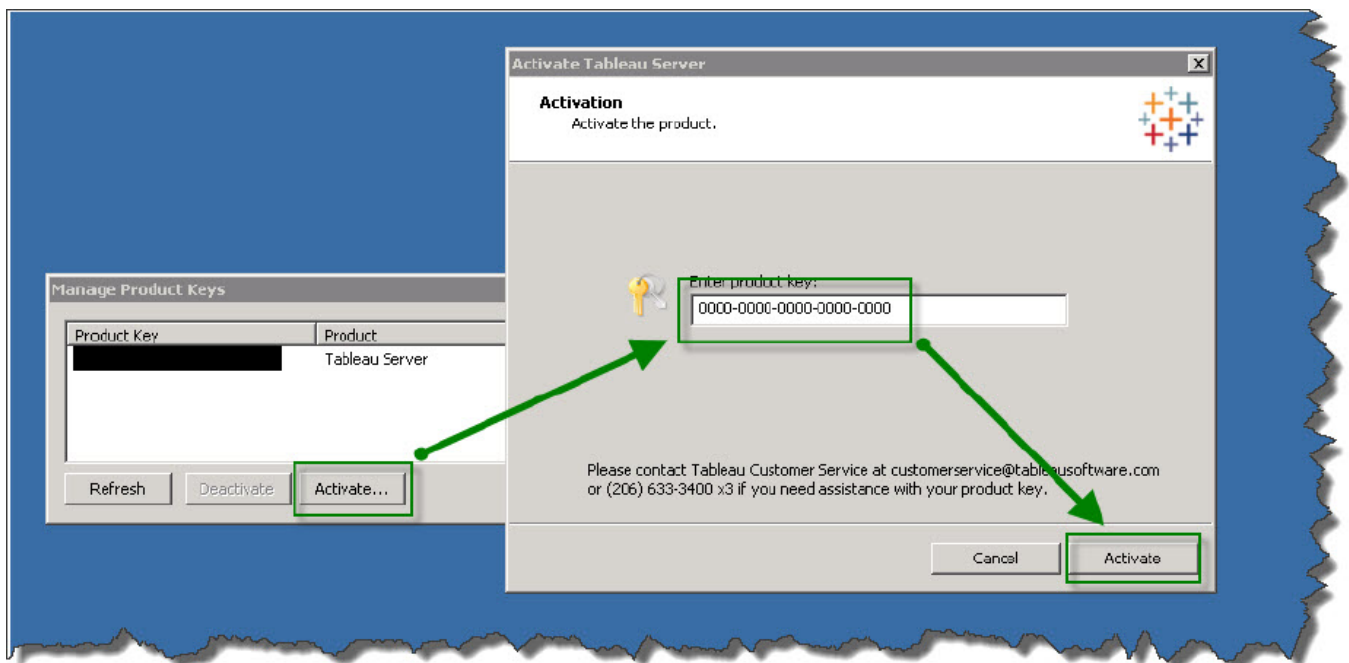 Activate Tableau Server
Activation
Activate the product.
Enter product key:
0000-0000-0000-0000-0000
Please contact Tableau Customer Service at customerservice@tableausoftware.com
or (206) 633-3400 x3 if you need assistance with your product key.
Cancel
Activate
Manage Product Keys
Product Key
Product
Tableau Server
Refresh
Deactivate
Activate...